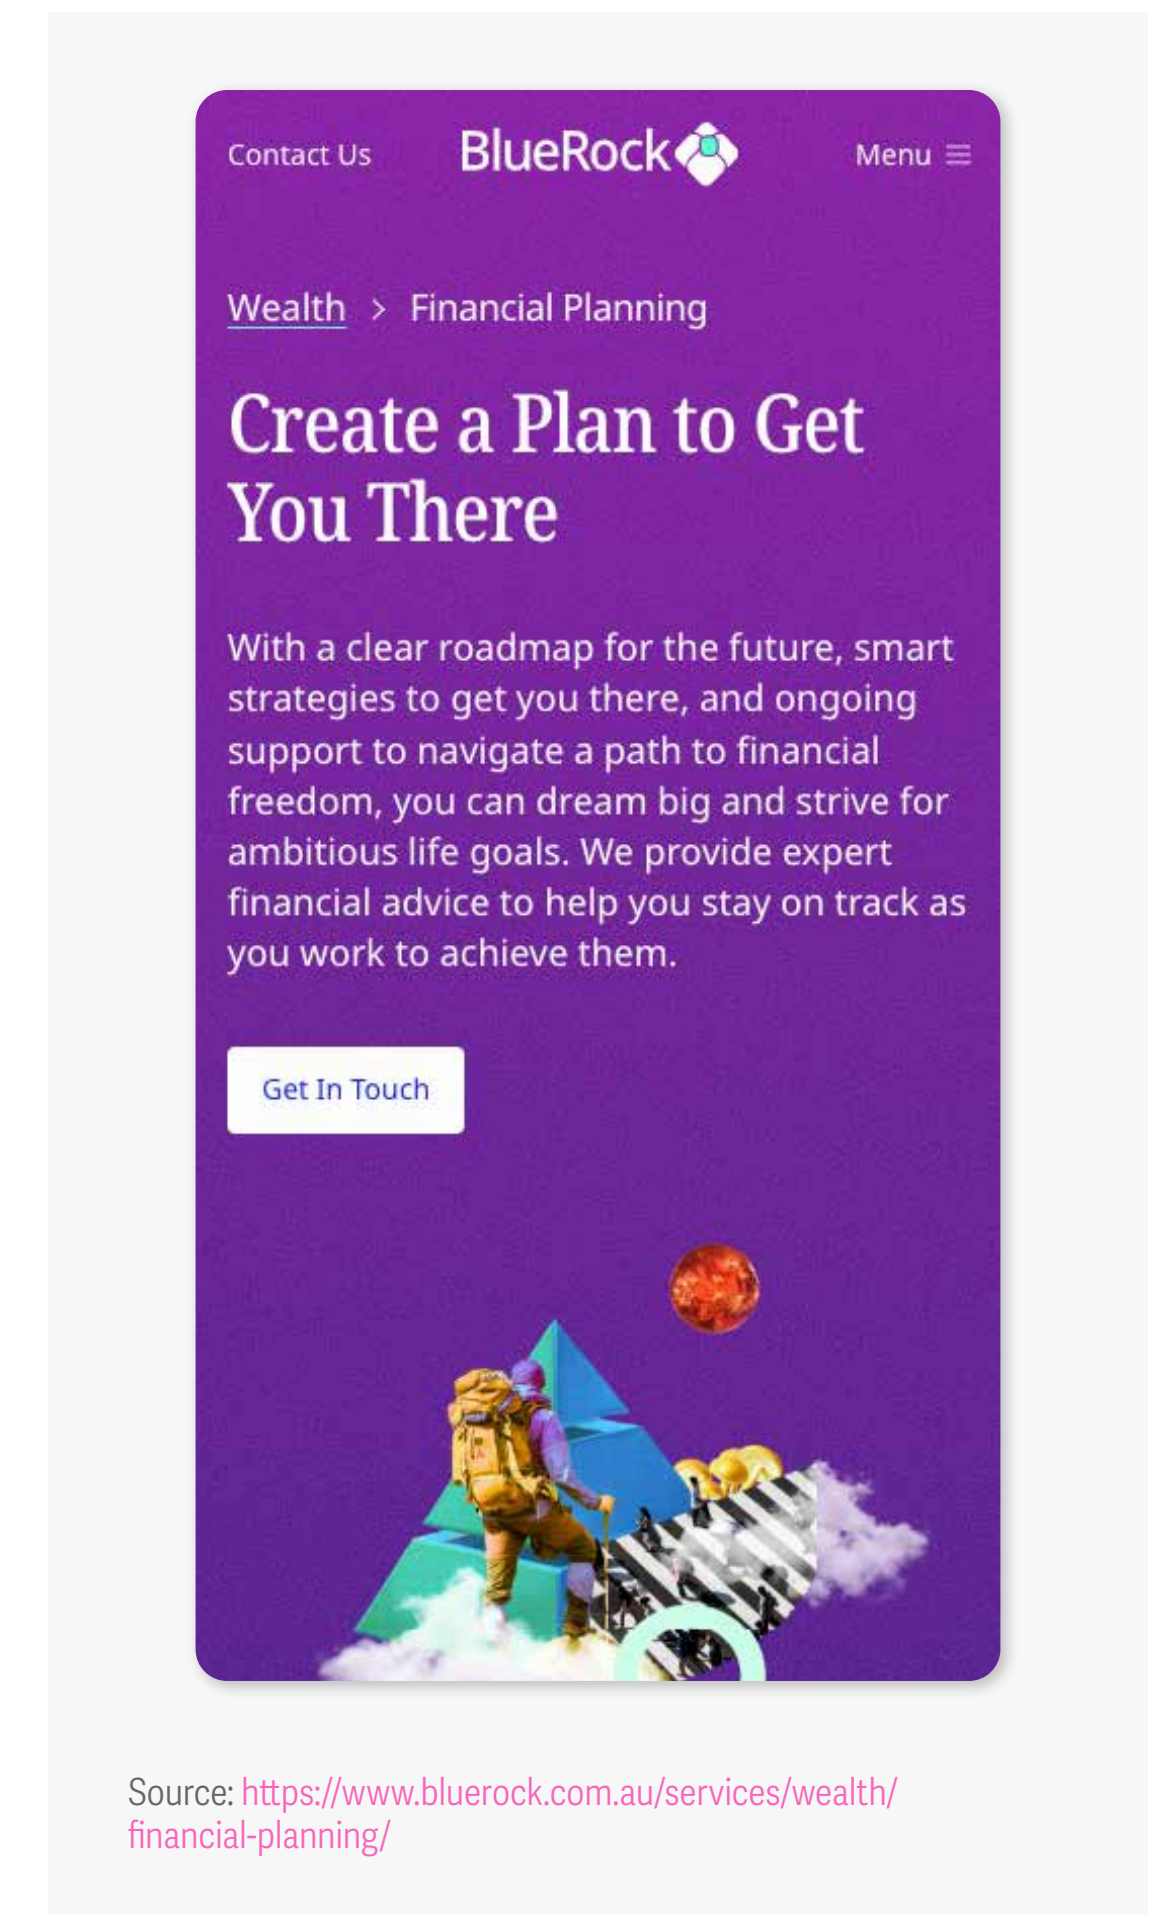 Contact Us
BlueRock
Menu
Wealth > Financial Planning
Create a Plan to Get
You There
With a clear roadmap for the future, smart
strategies to get you there, and ongoing
support to navigate a path to financial
freedom, you can dream big and strive for
ambitious life goals. We provide expert
financial advice to help you stay on track as
you work to achieve them.
Get In Touch
Source: https://www.bluerock.com.au/services/wealth/
financial-planning/